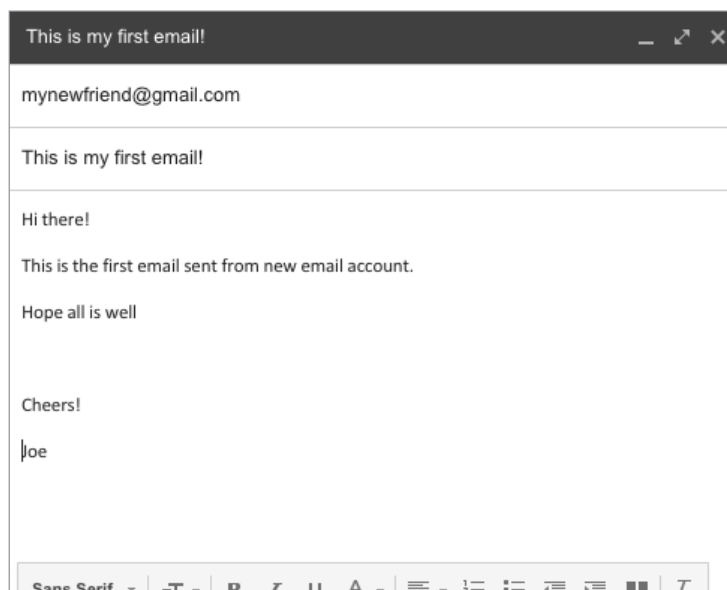 This is my first email!
mynewfriend@gmail.com
This is my first email!
Hi there!
This is the first email sent from new email account.
Hope all is well
Cheers!
Joe
Sans Serif